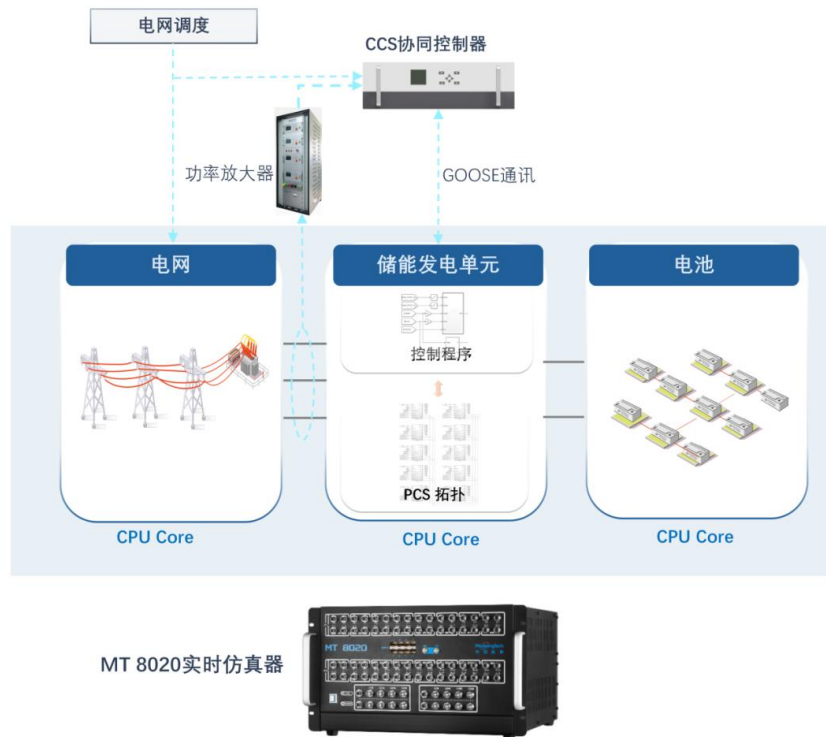 电网调度
CCS协同控制器
功率放大器
GOOSE通讯
电网
储能发电单元
电池
控制程序
PCS 拓扑
CPU Core
CPU Core
CPU Core
MT 8020实时仿真器
MT 8020